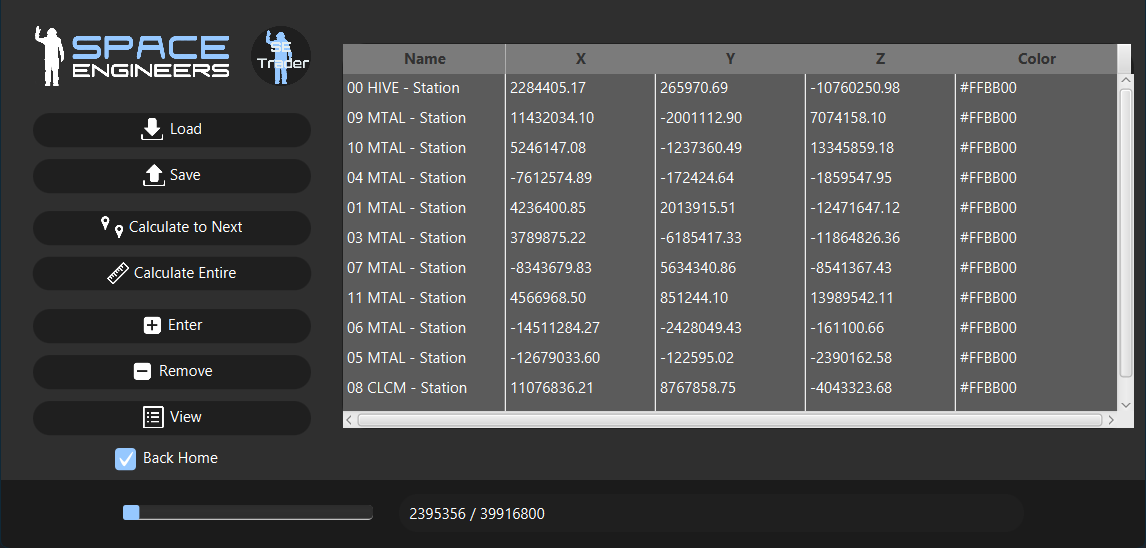 SPACE
ENGINEERS
SE
Trader
Load
Save
Calculate to Next
Calculate Entire
Enter
Remove
View
Back Home
Name X Y Z Color
00 HIVE - Station 2284405.17 265970.69 -10760250.98 #FFBB00
09 MTAL - Station 11432034.10 -2001112.90 7074158.10 #FFBB00
10 MTAL - Station 5246147.08 -1237360.49 13345859.18 #FFBB00
04 MTAL - Station -7612574.89 -172424.64 -1859547.95 #FFBB00
01 MTAL - Station 4236400.85 2013915.51 -12471647.12 #FFBB00
03 MTAL - Station 3789875.22 -6185417.33 -11864826.36 #FFBB00
07 MTAL - Station -8343679.83 5634340.86 -8541367.43 #FFBB00
11 MTAL - Station 4566968.50 851244.10 13989542.11 #FFBB00
06 MTAL - Station -14511284.27 -2428049.43 -161100.66 #FFBB00
05 MTAL - Station -12679033.60 -122595.02 -2390162.58 #FFBB00
08 CLCM - Station 11076836.21 8767858.75 -4043323.68 #FFBB00
2395356 / 39916800